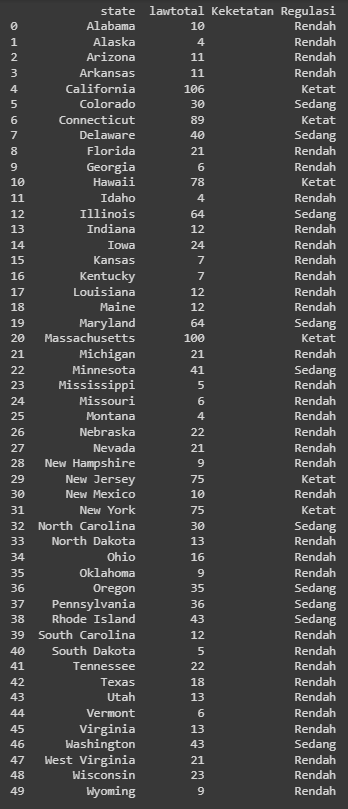 state lawtotal Keketatan Regulasi
0 Alabama 10 Rendah
1 Alaska 4 Rendah
2 Arizona 11 Rendah
3 Arkansas 11 Rendah
4 California 106 Ketat
5 Colorado 30 Sedang
6 Connecticut 89 Ketat
7 Delaware 40 Sedang
8 Florida 21 Rendah
9 Georgia 6 Rendah
10 Hawaii 78 Ketat
11 Idaho 4 Rendah
12 Illinois 64 Sedang
13 Indiana 12 Rendah
14 Iowa 24 Rendah
15 Kansas 7 Rendah
16 Kentucky 7 Rendah
17 Louisiana 12 Rendah
18 Maine 12 Rendah
19 Maryland 64 Sedang
20 Massachusetts 100 Ketat
21 Michigan 21 Rendah
22 Minnesota 41 Sedang
23 Mississippi 5 Rendah
24 Missouri 6 Rendah
25 Montana 4 Rendah
26 Nebraska 22 Rendah
27 Nevada 21 Rendah
28 New Hampshire 9 Rendah
29 New Jersey 75 Ketat
30 New Mexico 10 Rendah
31 New York 75 Ketat
32 North Carolina 30 Sedang
33 North Dakota 13 Rendah
34 Ohio 16 Rendah
35 Oklahoma 9 Rendah
36 Oregon 35 Sedang
37 Pennsylvania 36 Sedang
38 Rhode Island 43 Sedang
39 South Carolina 12 Rendah
40 South Dakota 5 Rendah
41 Tennessee 22 Rendah
42 Texas 18 Rendah
43 Utah 13 Rendah
44 Vermont 6 Rendah
45 Virginia 13 Rendah
46 Washington 43 Sedang
47 West Virginia 21 Rendah
48 Wisconsin 23 Rendah
49 Wyoming 9 Rendah